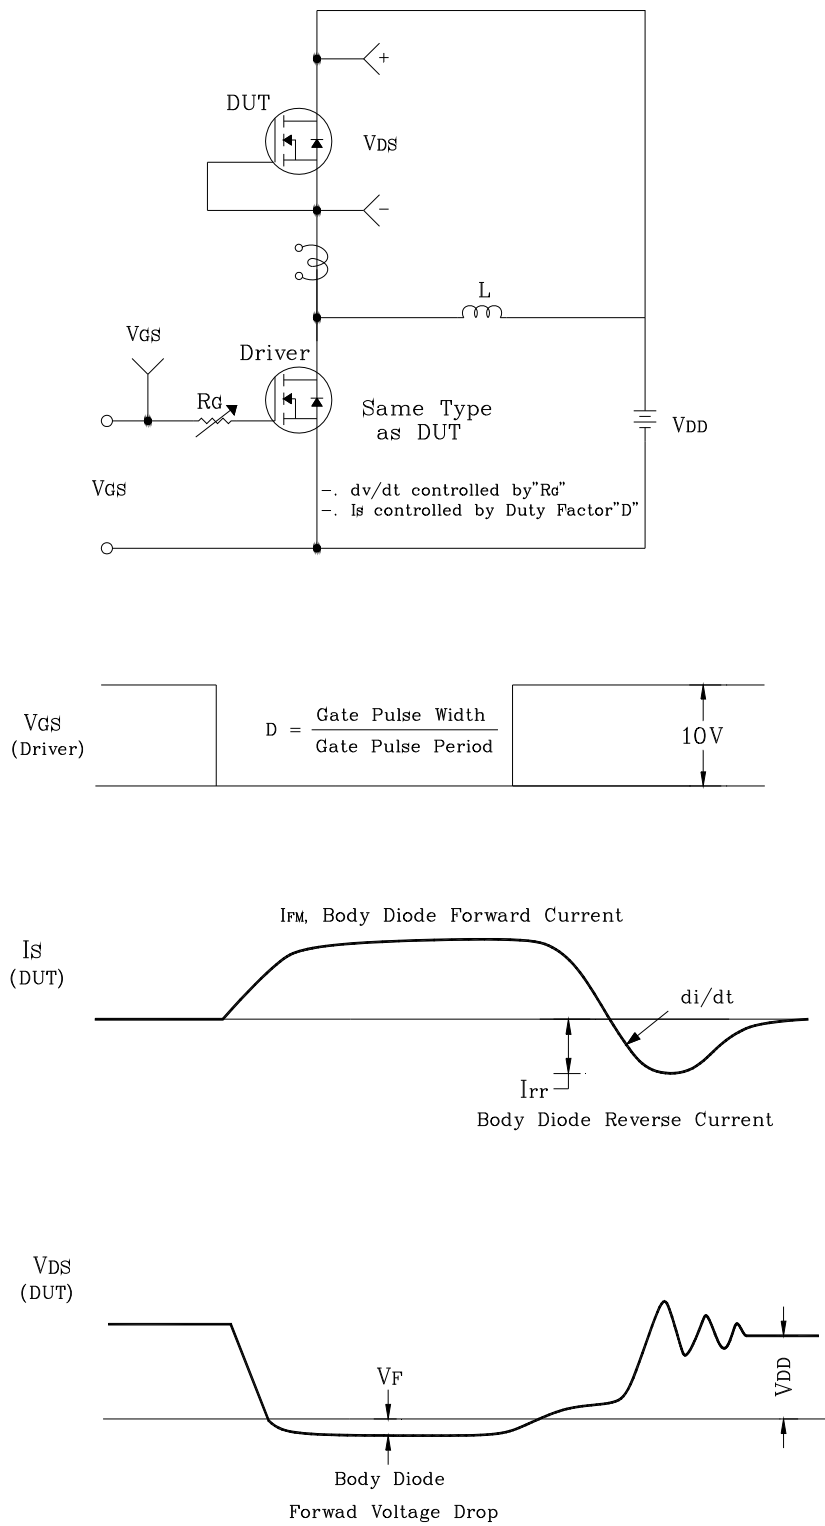 +
DUT
VDS
−
L
VGS
Driver
RG
Same Type
as DUT
VDD
VGS
−. dv/dt controlled by"RG"
−. Is controlled by Duty Factor"D"
VGS
(Driver)
D = Gate Pulse Width
Gate Pulse Period
10V
IFM, Body Diode Forward Current
IS
(DUT)
di/dt
Irr
Body Diode Reverse Current
VDS
(DUT)
VF
VDD
Body Diode
Forwad Voltage Drop